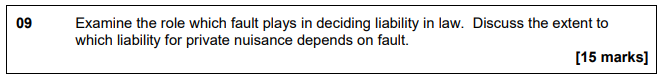 09 Examine the role which fault plays in deciding liability in law. Discuss the extent to
which liability for private nuisance depends on fault.
[15 marks]